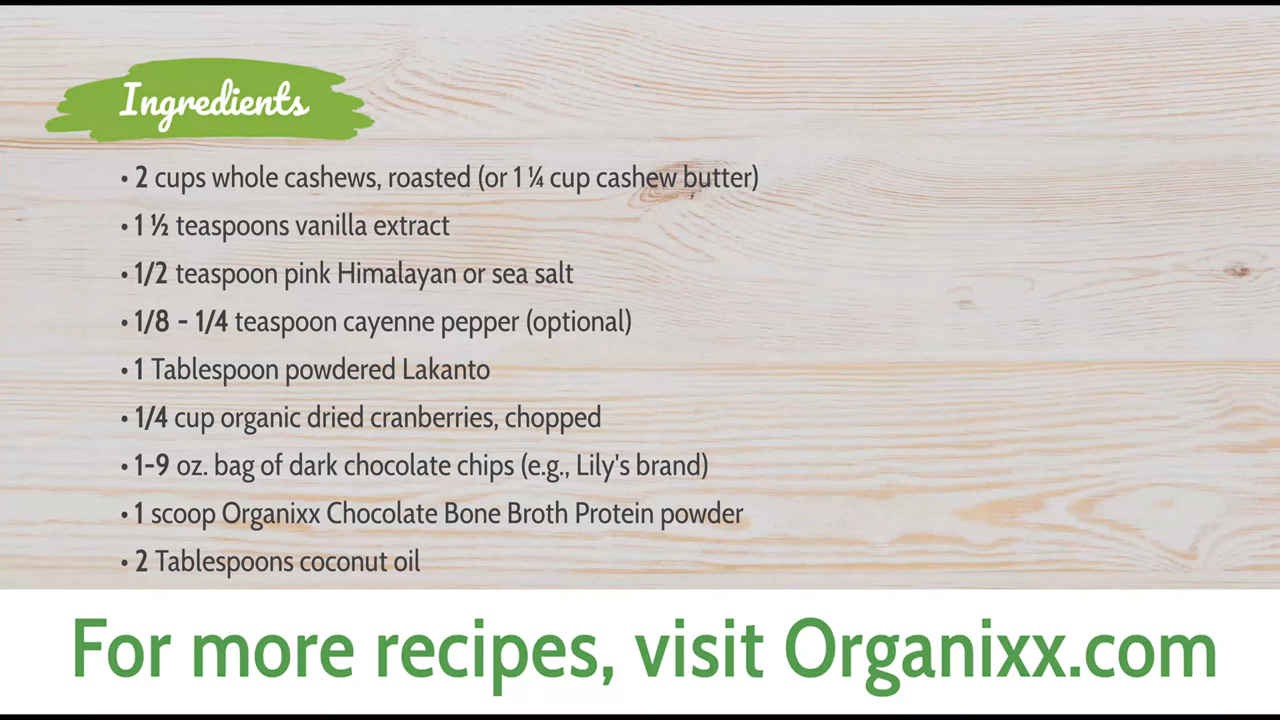 Ingredients
• 2 cups whole cashews, roasted (or 1 ¼ cup cashew butter)
• 1 ½ teaspoons vanilla extract
• 1/2 teaspoon pink Himalayan or sea salt
• 1/8 - 1/4 teaspoon cayenne pepper (optional)
• 1 Tablespoon powdered Lakanto
• 1/4 cup organic dried cranberries, chopped
• 1-9 oz. bag of dark chocolate chips (e.g., Lily's brand)
• 1 scoop Organixx Chocolate Bone Broth Protein powder
• 2 Tablespoons coconut oil
For more recipes, visit Organixx.com